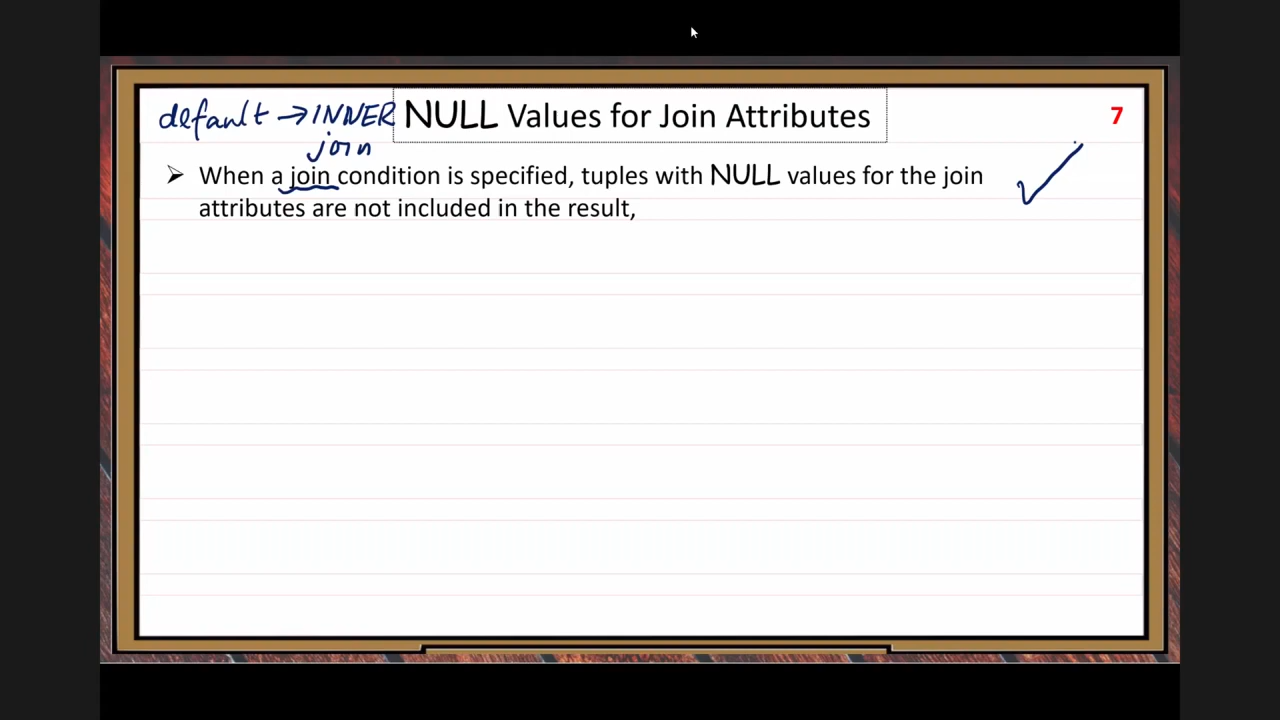 default → INNER
join
NULL Values for Join Attributes
7
➢ When a join condition is specified, tuples with NULL values for the join
attributes are not included in the result,